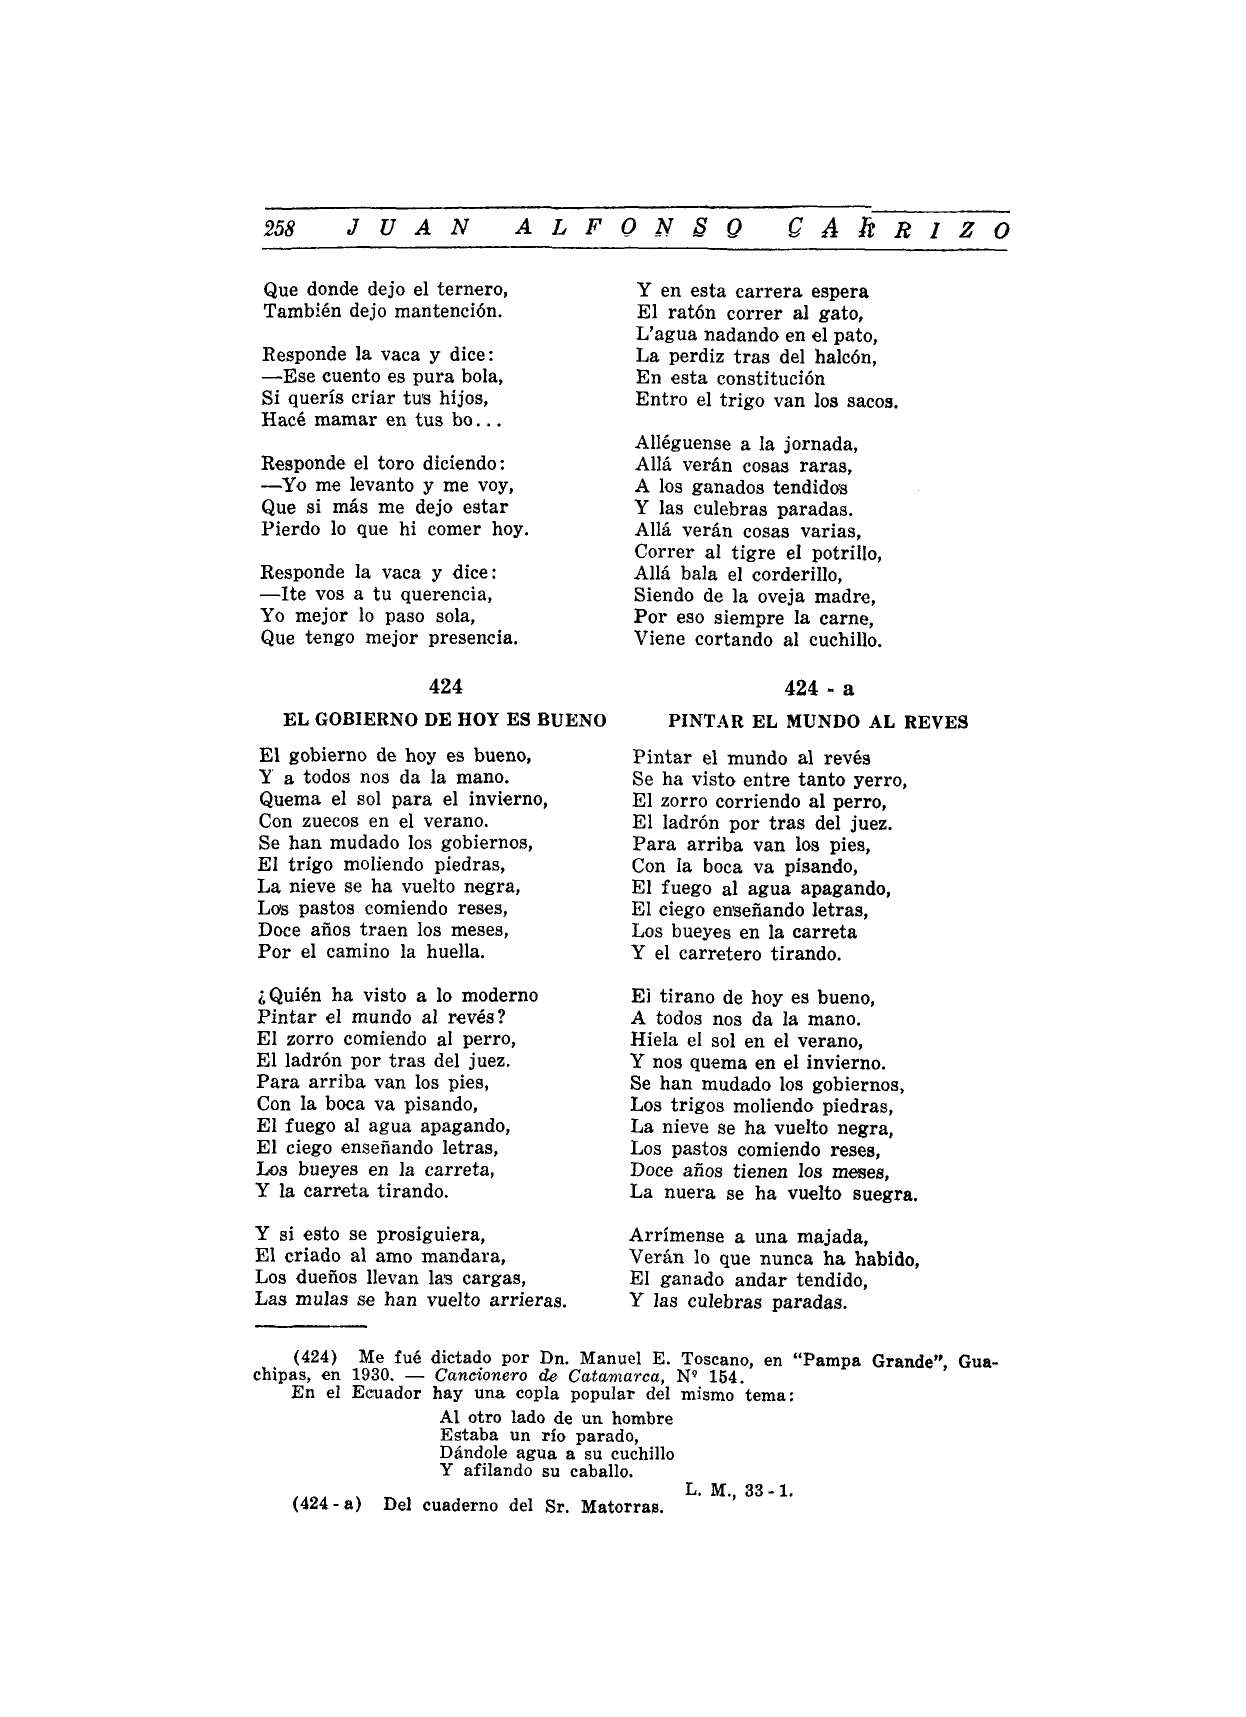 258 JUAN ALFONSO CARRIZO
Que donde dejo el ternero,
También dejo mantención.
Responde la vaca y dice:
—Ese cuento es pura bola,
Si querís criar tus hijos,
Hacé mamar en tus bo...
Responde el toro diciendo:
—Yo me levanto y me voy,
Que si más me dejo estar
Pierdo lo que hi comer hoy.
Responde la vaca y dice:
—Ite vos a tu querencia,
Yo mejor lo paso sola,
Que tengo mejor presencia.
424
EL GOBIERNO DE HOY ES BUENO
El gobierno de hoy es bueno,
Y a todos nos da la mano.
Quema el sol para el invierno,
Con zuecos en el verano.
Se han mudado los gobiernos,
El trigo moliendo piedras,
La nieve se ha vuelto negra,
Los pastos comiendo reses,
Doce años traen los meses,
Por el camino la huella.
¿Quién ha visto a lo moderno
Pintar el mundo al revés?
El zorro comiendo al perro,
El ladrón por tras del juez.
Para arriba van los pies,
Con la boca va pisando,
El fuego al agua apagando,
El ciego enseñando letras,
Los bueyes en la carreta,
Y la carreta tirando.
Y si esto se prosiguiera,
El criado al amo mandara,
Los dueños llevan las cargas,
Las mulas se han vuelto arrieras.
Y en esta carrera espera
El ratón correr al gato,
L'agua nadando en el pato,
La perdiz tras del halcón,
En esta constitución
Entro el trigo van los sacos.
Alléguense a la jornada,
Allá verán cosas raras,
A los ganados tendidos
Y las culebras paradas.
Allá verán cosas varias,
Correr al tigre el potrillo,
Allá bala el corderillo,
Siendo de la oveja madre,
Por eso siempre la carne,
Viene cortando al cuchillo.
424 - a
PINTAR EL MUNDO AL REVES
Pintar el mundo al revés
Se ha visto entre tanto yerro,
El zorro corriendo al perro,
El ladrón por tras del juez.
Para arriba van los pies,
Con la boca va pisando,
El fuego al agua apagando,
El ciego enseñando letras,
Los bueyes en la carreta
Y el carretero tirando.
El tirano de hoy es bueno,
A todos nos da la mano.
Hiela el sol en el verano,
Y nos quema en el invierno.
Se han mudado los gobiernos,
Los trigos moliendo piedras,
La nieve se ha vuelto negra,
Los pastos comiendo reses,
Doce años tienen los meses,
La nuera se ha vuelto suegra.
Arrímense a una majada,
Verán lo que nunca ha habido,
El ganado andar tendido,
Y las culebras paradas.
(424) Me fué dictado por Dn. Manuel E. Toscano, en "Pampa Grande", Gua-
chipas, en 1930. — Cancionero de Catamarca, Nº 154.
En el Ecuador hay una copla popular del mismo tema:
Al otro lado de un hombre
Estaba un río parado,
Dándole agua a su cuchillo
Y afilando su caballo.
L. M., 33 - 1.
(424 - a) Del cuaderno del Sr. Matorras.